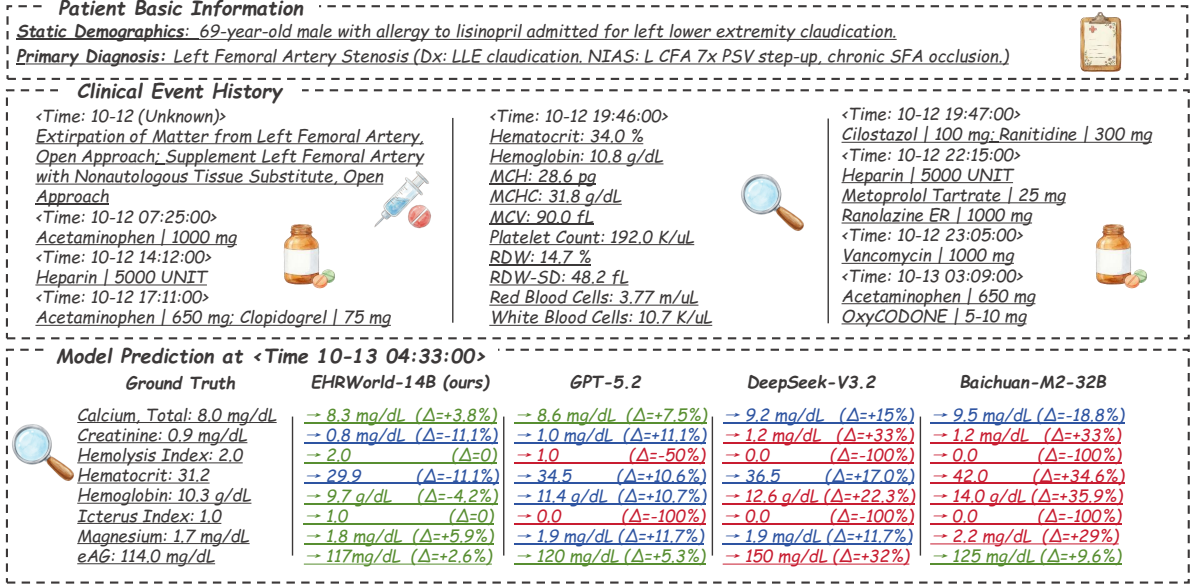 Patient Basic Information
Static Demographics: 69-year-old male with allergy to lisinopril admitted for left lower extremity claudication.
Primary Diagnosis: Left Femoral Artery Stenosis (Dx: LLE claudication. NIAS: L CFA 7x PSV step-up, chronic SFA occlusion.)
Clinical Event History
<Time: 10-12 (Unknown)>
Extirpation of Matter from Left Femoral Artery,
Open Approach; Supplement Left Femoral Artery
with Nonautologous Tissue Substitute, Open
Approach
<Time: 10-12 07:25:00>
Acetaminophen | 1000 mg
<Time: 10-12 14:12:00>
Heparin | 5000 UNIT
<Time: 10-12 17:11:00>
Acetaminophen | 650 mg; Clopidogrel | 75 mg
<Time: 10-12 19:46:00>
Hematocrit: 34.0 %
Hemoglobin: 10.8 g/dL
MCH: 28.6 pg
MCHC: 31.8 g/dL
MCV: 90.0 fL
Platelet Count: 192.0 K/uL
RDW: 14.7 %
RDW-SD: 48.2 fL
Red Blood Cells: 3.77 m/uL
White Blood Cells: 10.7 K/uL
<Time: 10-12 19:47:00>
Cilostazol | 100 mg; Ranitidine | 300 mg
<Time: 10-12 22:15:00>
Heparin | 5000 UNIT
Metoprolol Tartrate | 25 mg
Ranolazine ER | 1000 mg
<Time: 10-12 23:05:00>
Vancomycin | 1000 mg
<Time: 10-13 03:09:00>
Acetaminophen | 650 mg
OxyCODONE | 5-10 mg
Model Prediction at <Time 10-13 04:33:00>
Ground Truth EHRWorld-14B (ours) GPT-5.2 DeepSeek-V3.2 Baichuan-M2-32B
Calcium, Total: 8.0 mg/dL → 8.3 mg/dL (Δ=+3.8%) → 8.6 mg/dL (Δ=+7.5%) → 9.2 mg/dL (Δ=+15%) → 9.5 mg/dL (Δ=-18.8%)
Creatinine: 0.9 mg/dL → 0.8 mg/dL (Δ=-11.1%) → 1.0 mg/dL (Δ=+11.1%) → 1.2 mg/dL (Δ=+33%) → 1.2 mg/dL (Δ=+33%)
Hemolysis Index: 2.0 → 2.0 (Δ=0) → 1.0 (Δ=-50%) → 0.0 (Δ=-100%) → 0.0 (Δ=-100%)
Hematocrit: 31.2 → 29.9 (Δ=-11.1%) → 34.5 (Δ=+10.6%) → 36.5 (Δ=+17.0%) → 42.0 (Δ=+34.6%)
Hemoglobin: 10.3 g/dL → 9.7 g/dL (Δ=-4.2%) → 11.4 g/dL (Δ=+10.7%) → 12.6 g/dL (Δ=+22.3%) → 14.0 g/dL (Δ=+35.9%)
Icterus Index: 1.0 → 1.0 (Δ=0) → 0.0 (Δ=-100%) → 0.0 (Δ=-100%) → 0.0 (Δ=-100%)
Magnesium: 1.7 mg/dL → 1.8 mg/dL (Δ=+5.9%) → 1.9 mg/dL (Δ=+11.7%) → 1.9 mg/dL (Δ=+11.7%) → 2.2 mg/dL (Δ=+29%)
eAG: 114.0 mg/dL → 117mg/dL (Δ=+2.6%) → 120 mg/dL (Δ=+5.3%) → 150 mg/dL (Δ=+32%) → 125 mg/dL (Δ=+9.6%)